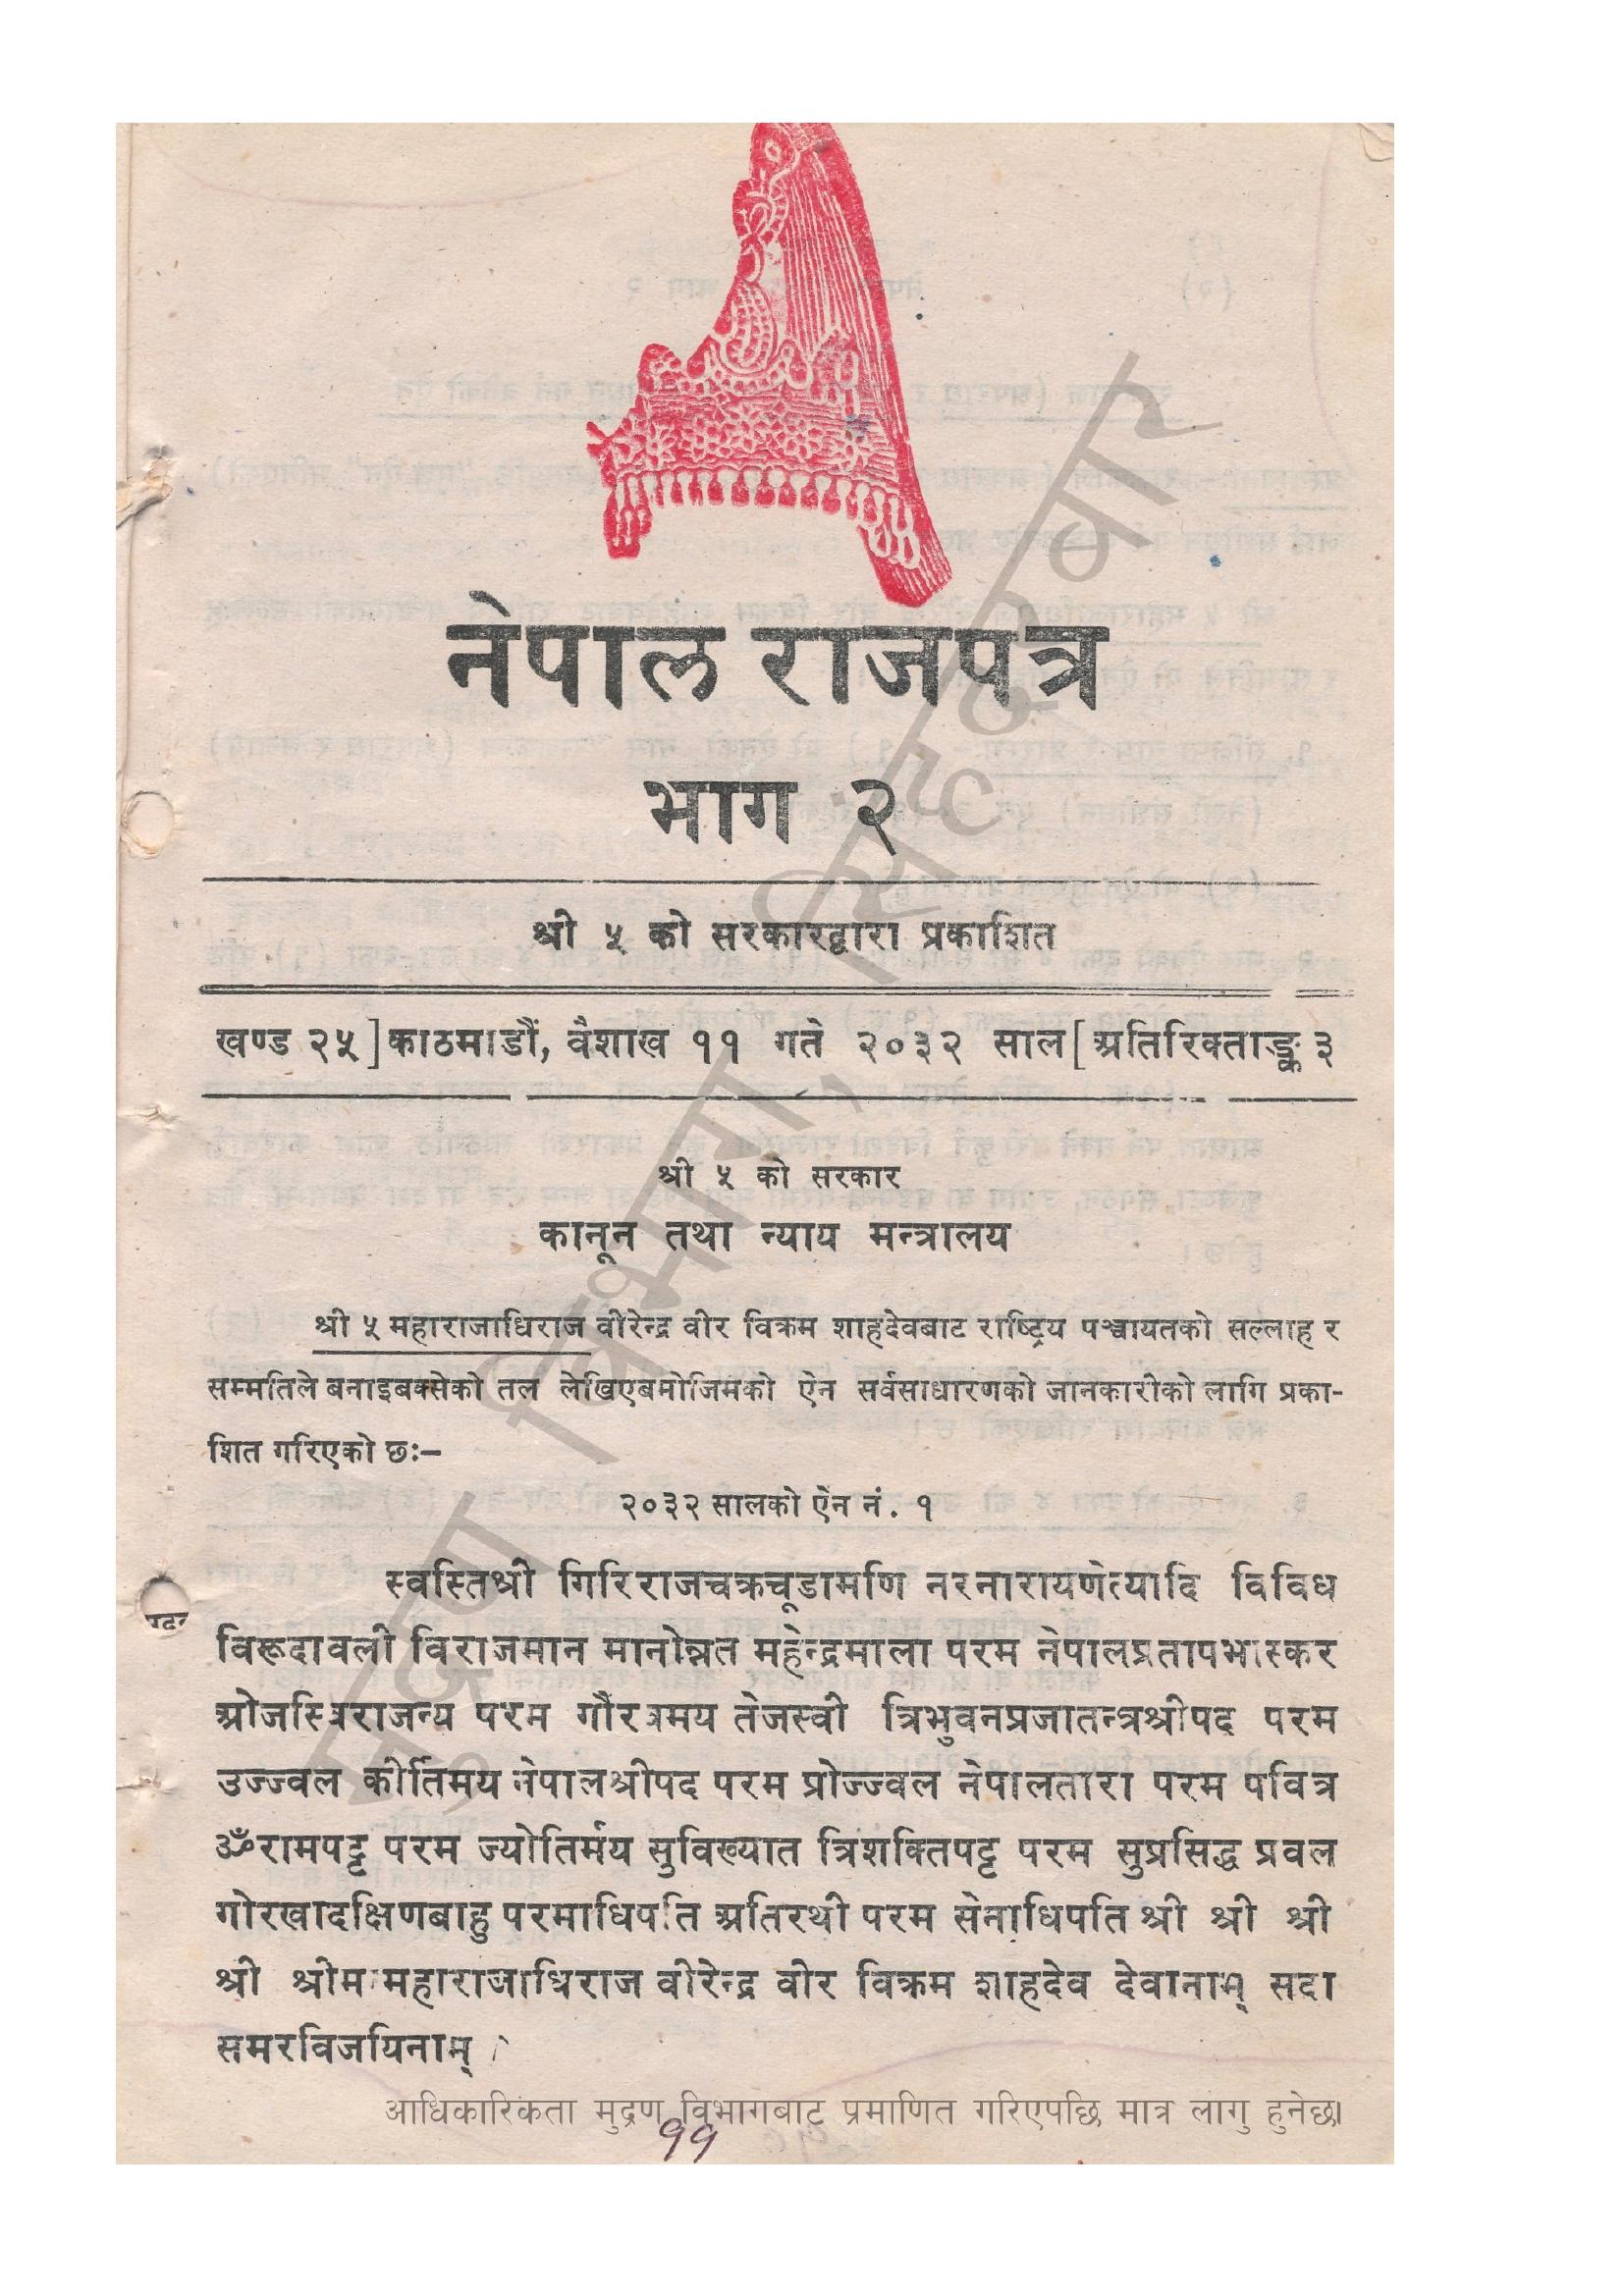 नेपाल राजपत्र
भाग २
श्री ५ को सरकारद्वारा प्रकाशित
खण्ड २५] काठमाडौं, वैशाख ११ गते २०३२ साल [अतिरिक्ताङ्क ३
श्री ५ को सरकार
कानून तथा न्याय मन्त्रालय
श्री ५ महाराजाधिराज वीरेन्द्र वीर विक्रम शाहदेवबाट राष्ट्रिय पञ्चायतको सल्लाह र
सम्मतिले बनाइबक्सेको तल लेखिएबमोजिमको ऐन सर्वसाधारणको जानकारीको लागि प्रका-
शित गरिएको छः–
२०३२ सालको ऐन नं. १
स्वस्तिश्री गिरिराजचक्रचूडामणि नरनारायणेत्यादि विविध
विरूदावली विराजमान मानोन्नत महेन्द्रमाला परम नेपालप्रतापभास्कर
ओजस्विराजन्य परम गौरवमय तेजस्वी त्रिभुवनप्रजातन्त्रश्रीपद परम
उज्ज्वल कीर्तिमय नेपालश्रीपद परम प्रोज्ज्वल नेपालतारा परम पवित्र
ॐरामपट्ट परम ज्योतिर्मय सुविख्यात त्रिशक्तिपट्ट परम सुप्रसिद्ध प्रवल
गोरखादक्षिणबाहु परमाधिपति अतिरथी परम सेनाधिपति श्री श्री श्री
श्री श्रीममहाराजाधिराज वीरेन्द्र वीर विक्रम शाहदेव देवानाम् सदा
समरविजयिनाम्
मुद्रण विभाग, सिंहदरवार
आधिकारिकता मुद्रण विभागबाट प्रमाणित गरिएपछि मात्र लागु हुनेछ।
११